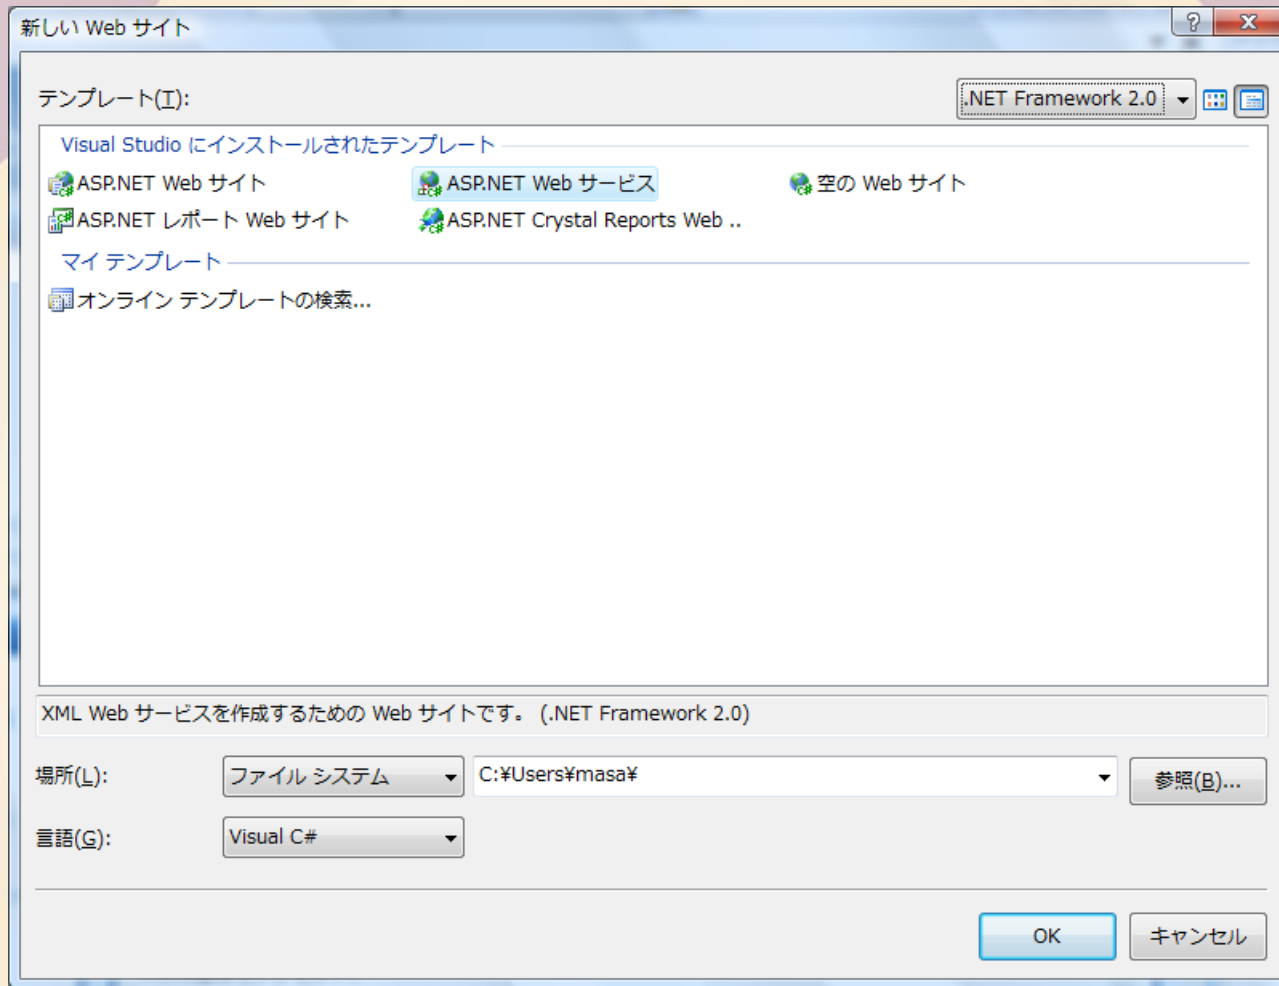 新しい Web サイト
テンプレート(T):
.NET Framework 2.0
Visual Studio にインストールされたテンプレート
ASP.NET Web サイト
ASP.NET Web サービス
空の Web サイト
ASP.NET レポート Web サイト
ASP.NET Crystal Reports Web ..
マイ テンプレート
オンライン テンプレートの検索...
XML Web サービスを作成するための Web サイトです。 (.NET Framework 2.0)
場所(L):
ファイル システム
C:¥Users¥masa¥
参照(B)...
言語(G):
Visual C#
OK
キャンセル